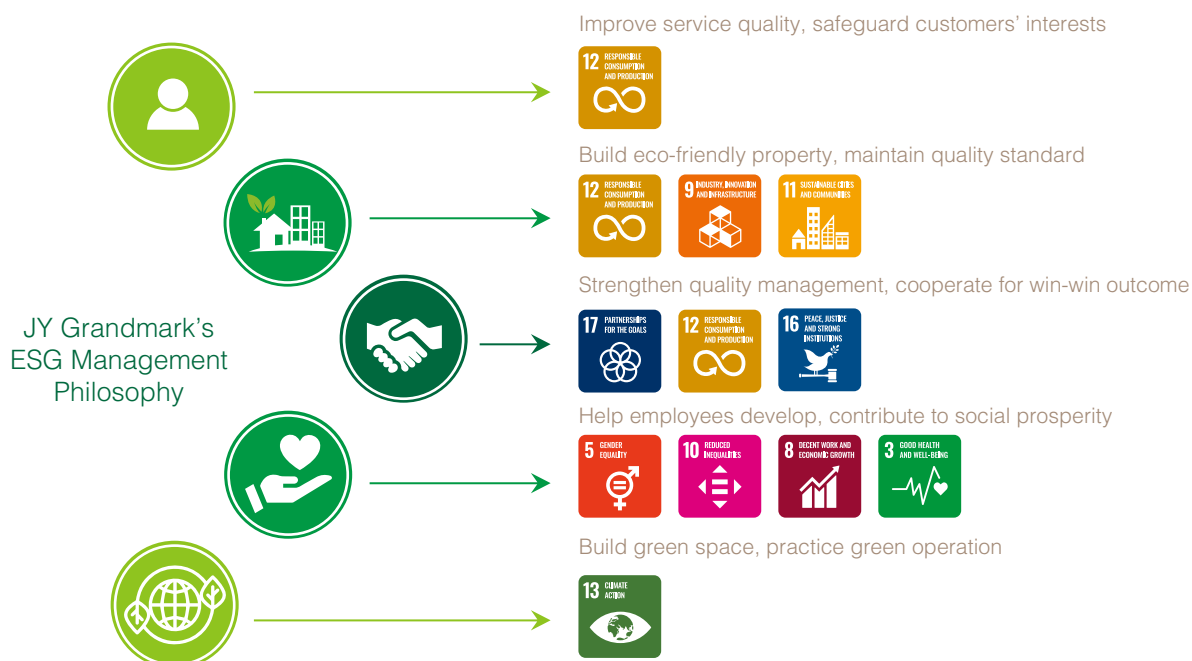 Improve service quality, safeguard customers’ interests
12 RESPONSIBLE
CONSUMPTION
AND PRODUCTION
Build eco-friendly property, maintain quality standard
12 RESPONSIBLE
CONSUMPTION
AND PRODUCTION
9 INDUSTRY, INNOVATION
AND INFRASTRUCTURE
11 SUSTAINABLE CITIES
AND COMMUNITIES
JY Grandmark’s
ESG Management
Philosophy
Strengthen quality management, cooperate for win-win outcome
17 PARTNERSHIPS
FOR THE GOALS
12 RESPONSIBLE
CONSUMPTION
AND PRODUCTION
16 PEACE, JUSTICE
AND STRONG
INSTITUTIONS
Help employees develop, contribute to social prosperity
5 GENDER
EQUALITY
10 REDUCED
INEQUALITIES
8 DECENT WORK AND
ECONOMIC GROWTH
3 GOOD HEALTH
AND WELL-BEING
Build green space, practice green operation
13 CLIMATE
ACTION